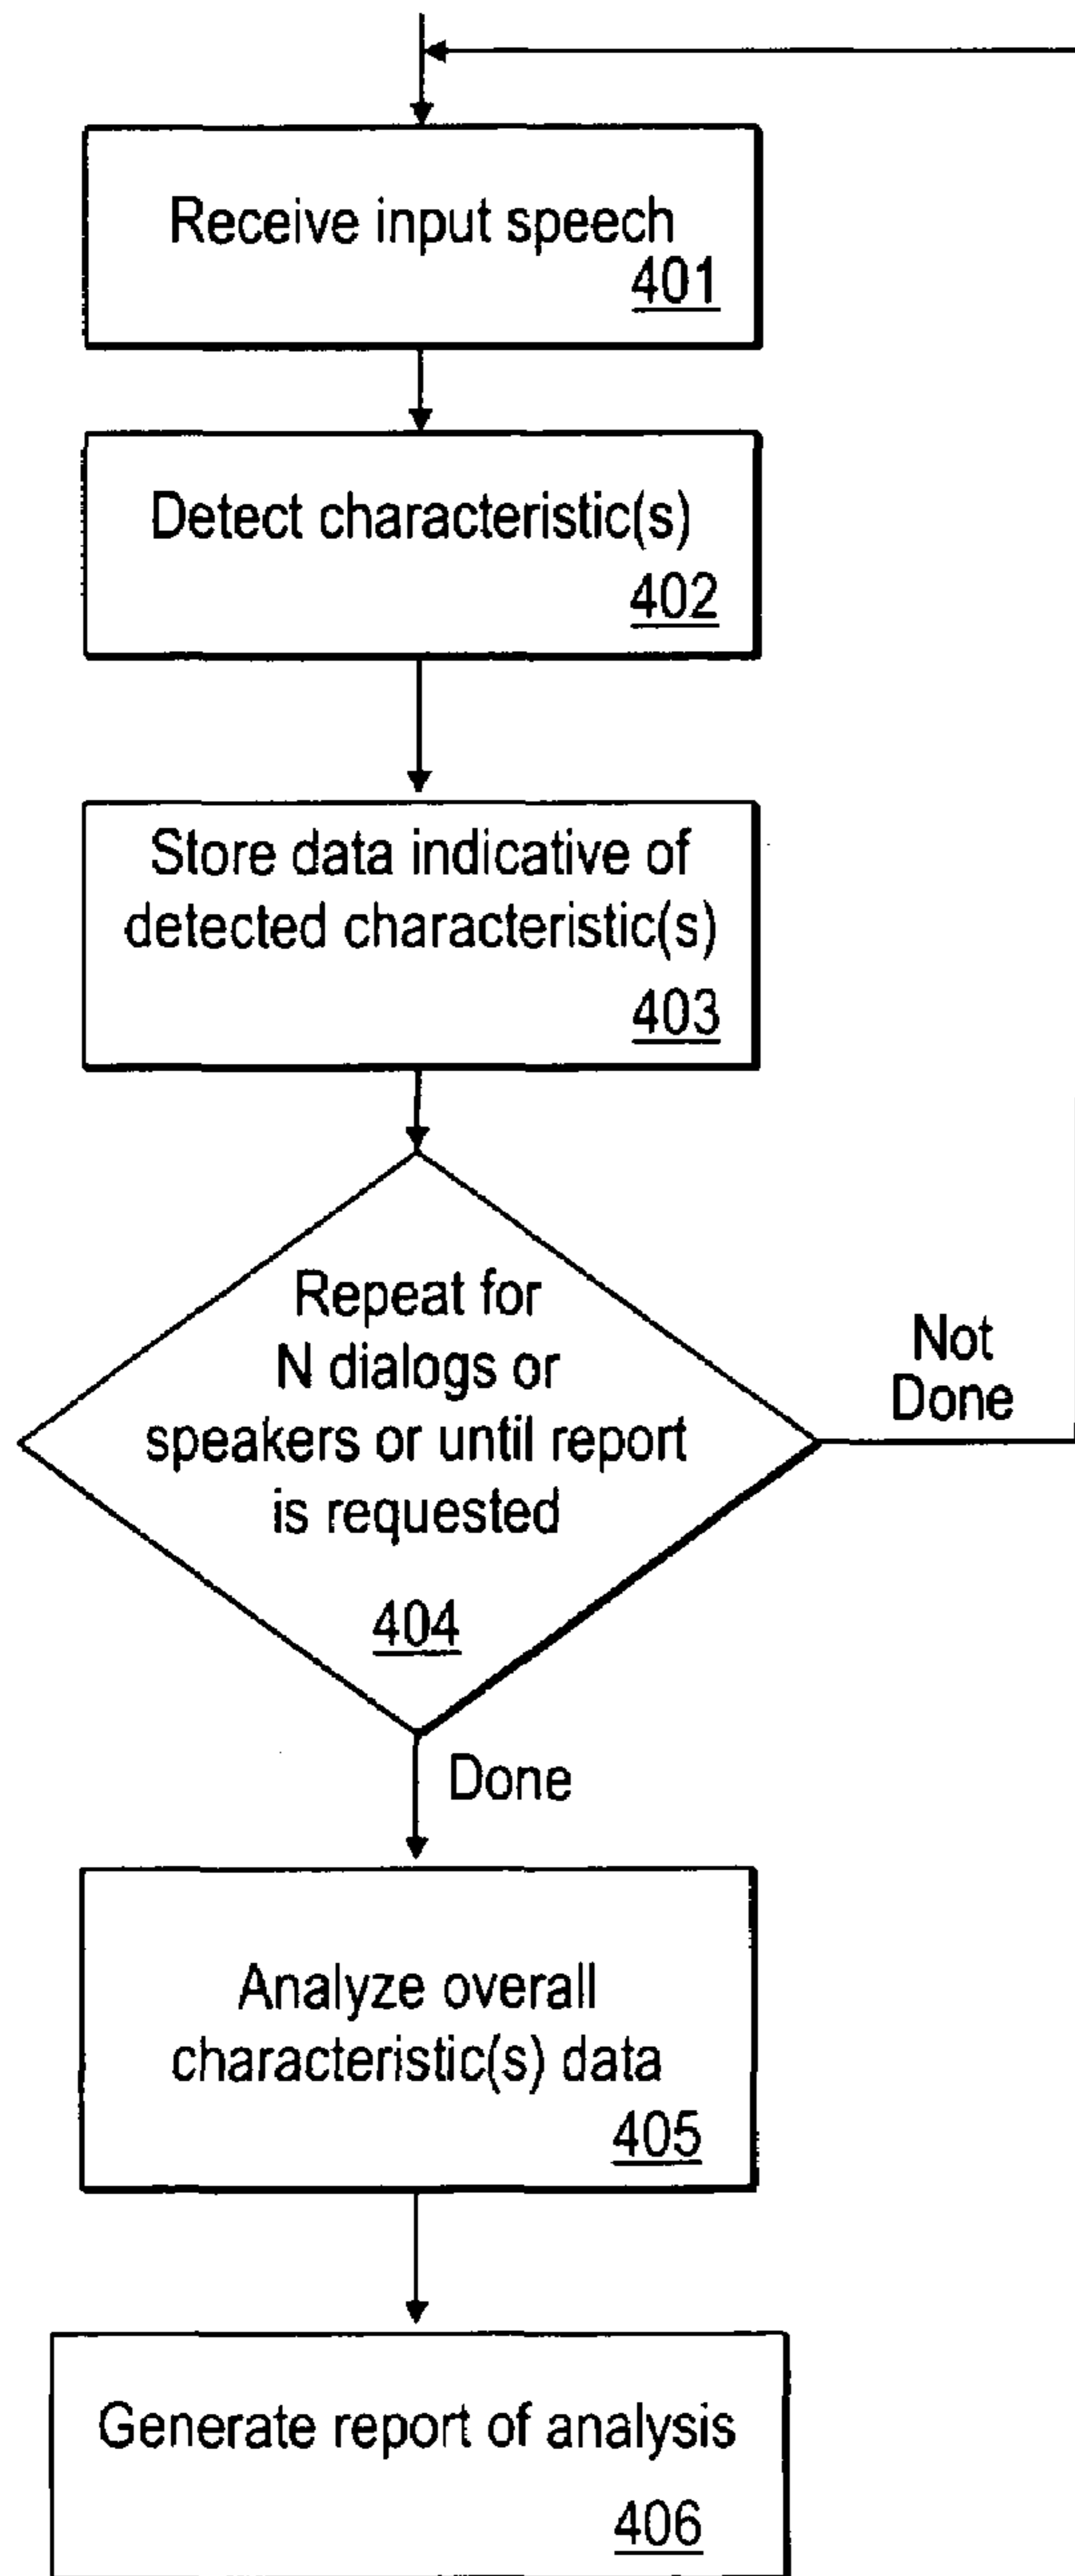 Receive input speech
401
Detect characteristic(s)
402
Store data indicative of
detected characteristic(s)
403
Repeat for
N dialogs or
speakers or until report
is requested
404
Not
Done
Done
Analyze overall
characteristic(s) data
405
Generate report of analysis
406